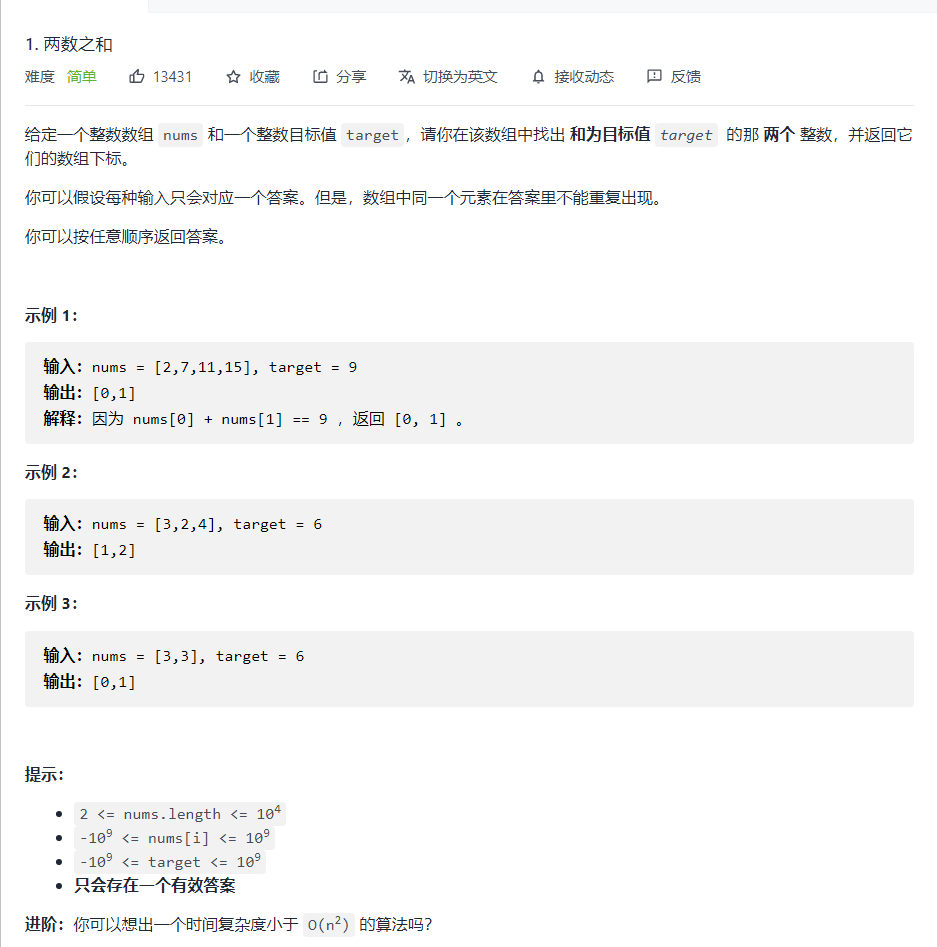 1. 两数之和
难度 简单 13431 收藏 分享 切换为英文 接收动态 反馈
给定一个整数数组 nums 和一个整数目标值 target，请你在该数组中找出 和为目标值 target 的那 两个 整数，并返回它
们的数组下标。
你可以假设每种输入只会对应一个答案。但是，数组中同一个元素在答案里不能重复出现。
你可以按任意顺序返回答案。
示例 1：
输入：nums = [2,7,11,15], target = 9
输出：[0,1]
解释：因为 nums[0] + nums[1] == 9 ，返回 [0, 1] 。
示例 2：
输入：nums = [3,2,4], target = 6
输出：[1,2]
示例 3：
输入：nums = [3,3], target = 6
输出：[0,1]
提示：
• 2 <= nums.length <= 10⁴
• -10⁹ <= nums[i] <= 10⁹
• -10⁹ <= target <= 10⁹
• 只会存在一个有效答案
进阶：你可以想出一个时间复杂度小于 O(n²) 的算法吗？